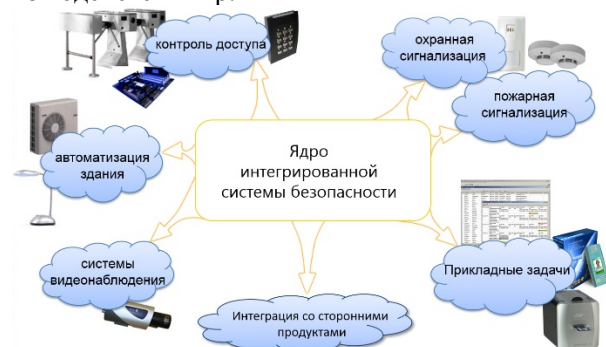 контроль доступа
охранная
сигнализация
пожарная
сигнализация
Ядро
интегрированной
системы безопасности
автоматизация
здания
системы
видеонаблюдения
Прикладные задачи
Интеграция со сторонними
продуктами